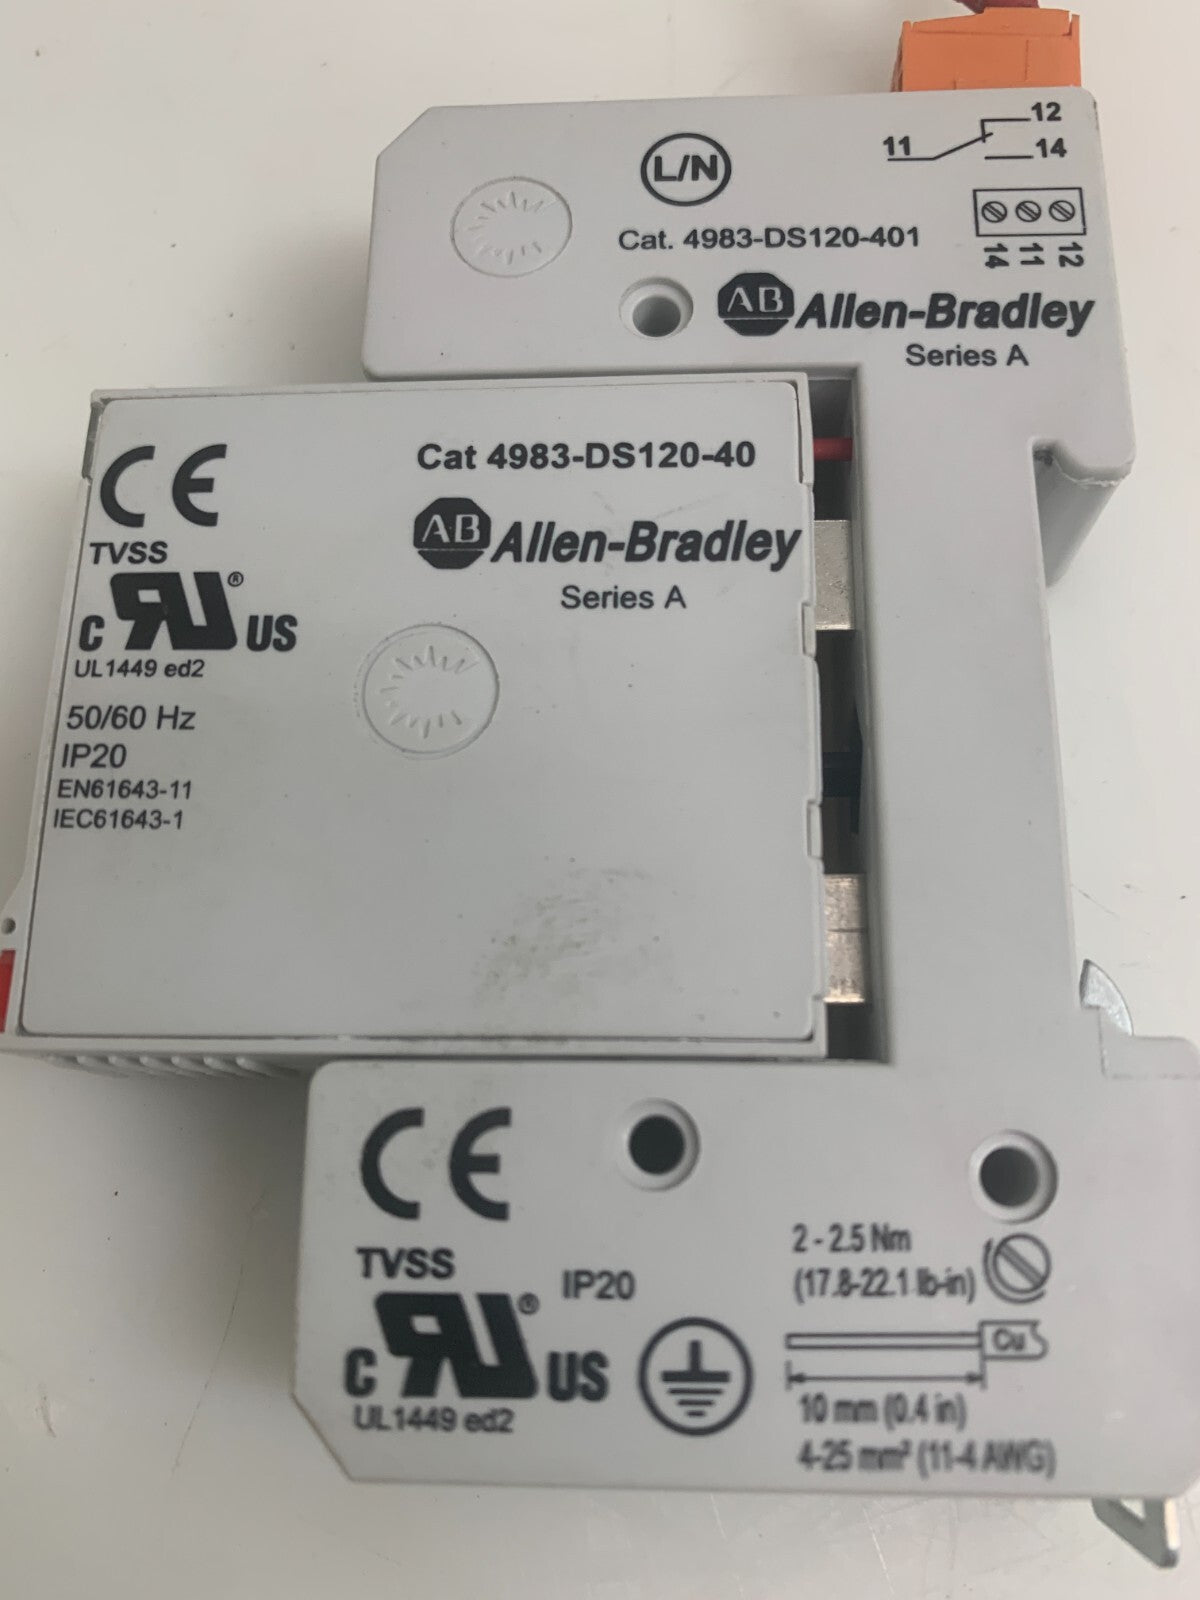 12
11
14
L/N
Cat. 4983-DS120-401
14 11 12
AB Allen-Bradley
Series A
CE
Cat 4983-DS120-40
TVSS
AB Allen-Bradley
Series A
C RU® US
UL1449 ed2
50/60 Hz
IP20
EN61643-11
IEC61643-1
CE
TVSS
IP20
C RU® US
UL1449 ed2
2 - 2.5 Nm
(17.8-22.1 lb-in)
Cu
10 mm (0.4 in)
4-25 mm² (11-4 AWG)